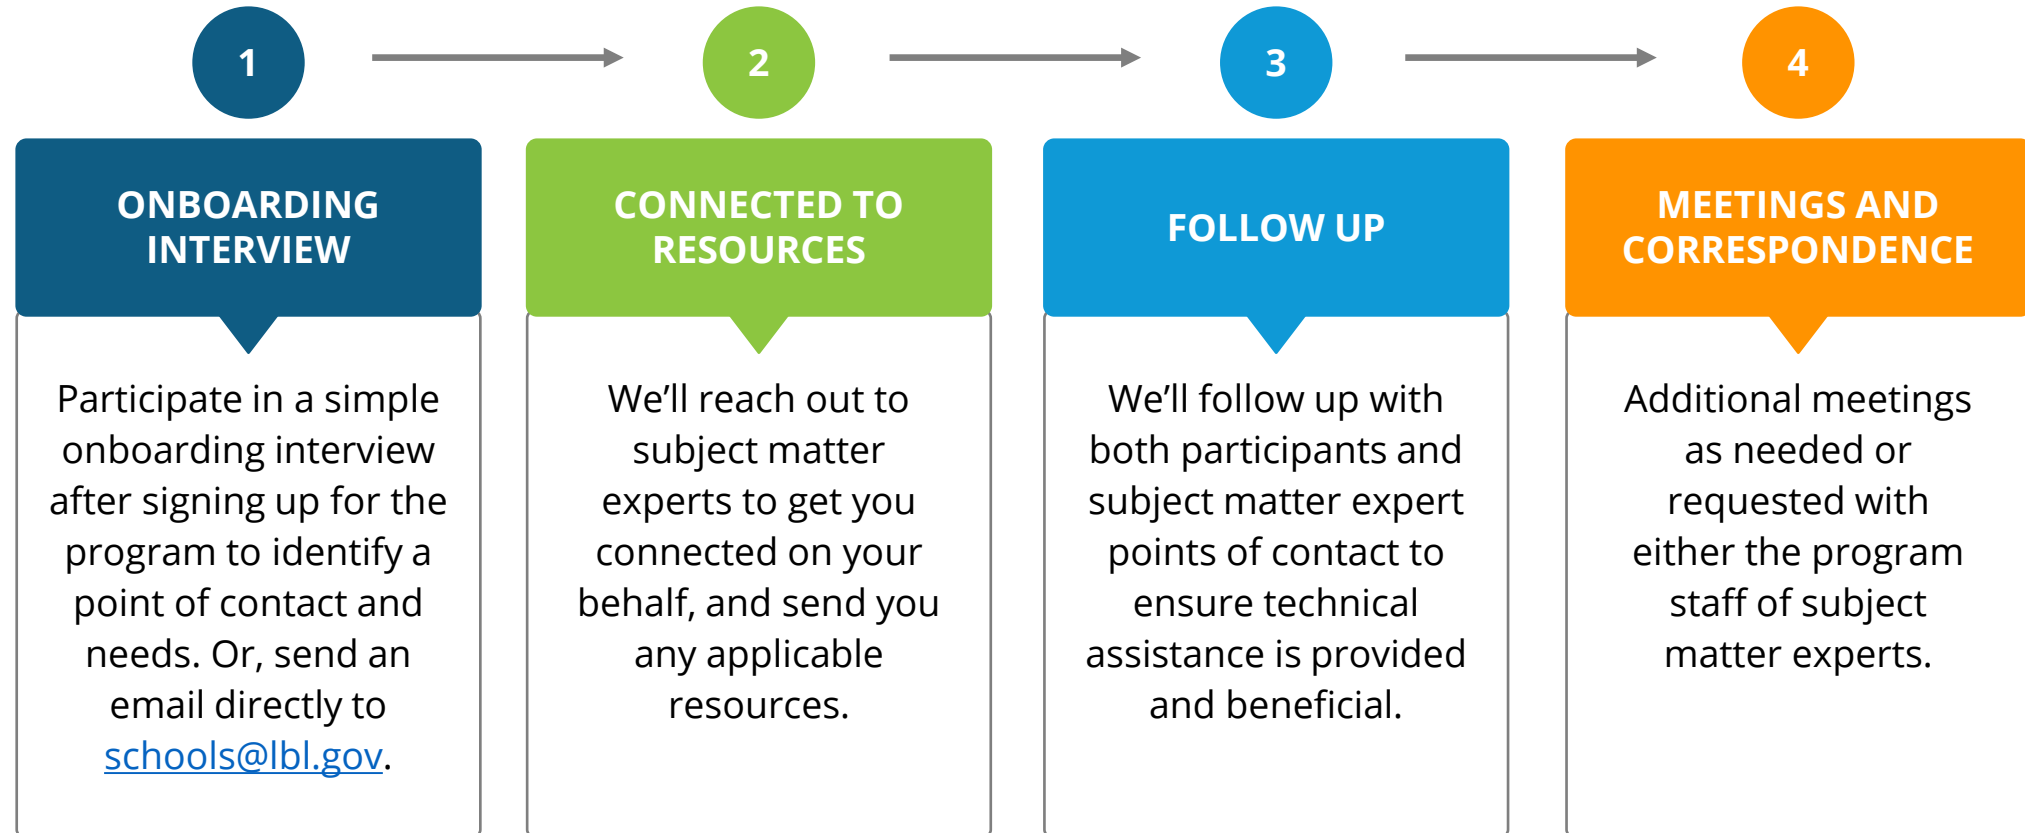 1
2
3
4
ONBOARDING
INTERVIEW
Participate in a simple
onboarding interview
after signing up for the
program to identify a
point of contact and
needs. Or, send an
email directly to
schools@lbl.gov.
CONNECTED TO
RESOURCES
We’ll reach out to
subject matter
experts to get you
connected on your
behalf, and send you
any applicable
resources.
FOLLOW UP
We’ll follow up with
both participants and
subject matter expert
points of contact to
ensure technical
assistance is provided
and beneficial.
MEETINGS AND
CORRESPONDENCE
Additional meetings
as needed or
requested with
either the program
staff of subject
matter experts.